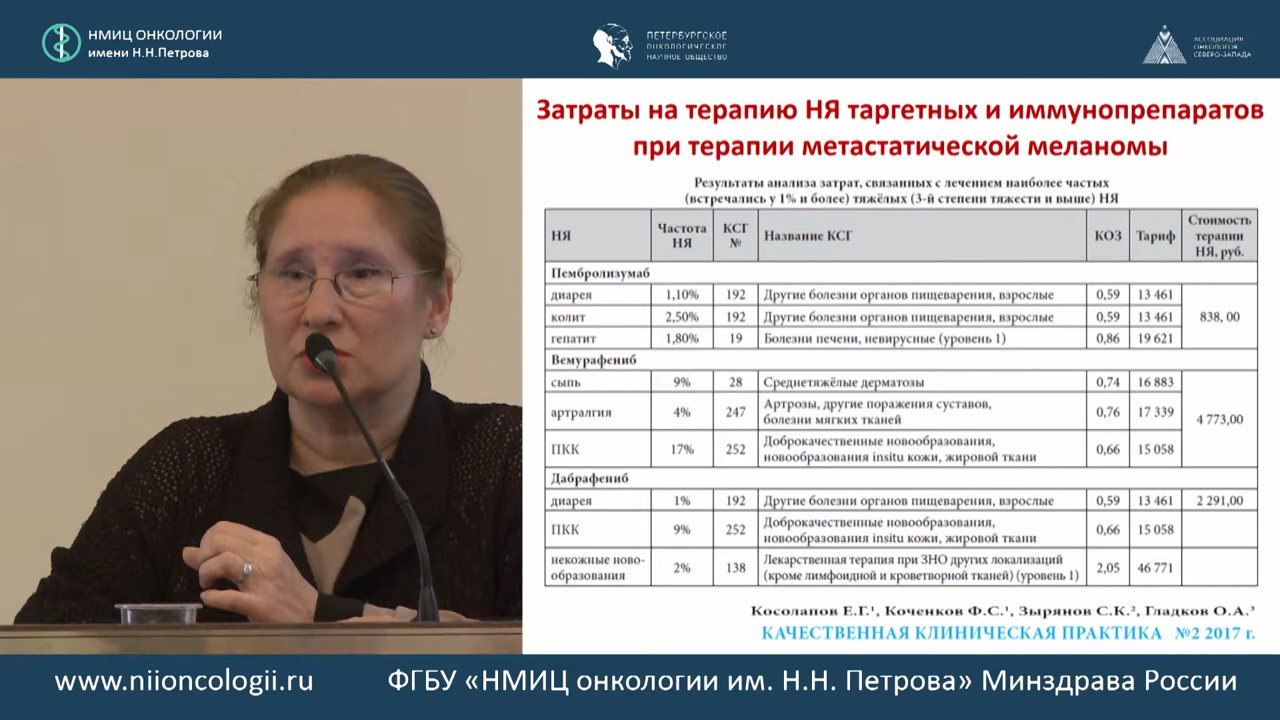 НМИЦ ОНКОЛОГИИ
имени Н.Н.Петрова
ПЕТЕРБУРГСКОЕ
ОНКОЛОГИЧЕСКОЕ
НАУЧНОЕ ОБЩЕСТВО
АССОЦИАЦИЯ
ОНКОЛОГОВ
СЕВЕРО-ЗАПАДА
Затраты на терапию НЯ таргетных и иммунопрепаратов
при терапии метастатической меланомы
Результаты анализа затрат, связанных с лечением наиболее частых
(встречались у 1% и более) тяжёлых (3-й степени тяжести и выше) НЯ
НЯ Частота НЯ КСГ № Название КСГ КОЗ Тариф Стоимость терапии НЯ, руб.
Пембролизумаб
диарея 1,10% 192 Другие болезни органов пищеварения, взрослые 0,59 13 461
колит 2,50% 192 Другие болезни органов пищеварения, взрослые 0,59 13 461 838, 00
гепатит 1,80% 19 Болезни печени, невирусные (уровень 1) 0,86 19 621
Вемурафениб
сыпь 9% 28 Среднетяжёлые дерматозы 0,74 16 883
артралгия 4% 247 Артрозы, другие поражения суставов,
болезни мягких тканей 0,76 17 339 4 773,00
ПКК 17% 252 Доброкачественные новообразования,
новообразования insitu кожи, жировой ткани 0,66 15 058
Дабрафениб
диарея 1% 192 Другие болезни органов пищеварения, взрослые 0,59 13 461 2 291,00
ПКК 9% 252 Доброкачественные новообразования,
новообразования insitu кожи, жировой ткани 0,66 15 058
некожные ново-
образования 2% 138 Лекарственная терапия при ЗНО других локализаций
(кроме лимфоидной и кроветворной тканей) (уровень 1) 2,05 46 771
Косолапов Е.Г.¹, Коченков Ф.С.¹, Зырянов С.К.², Гладков О.А.³
КАЧЕСТВЕННАЯ КЛИНИЧЕСКАЯ ПРАКТИКА №2 2017 г.
www.niioncologii.ru
ФГБУ «НМИЦ онкологии им. Н.Н. Петрова» Минздрава России